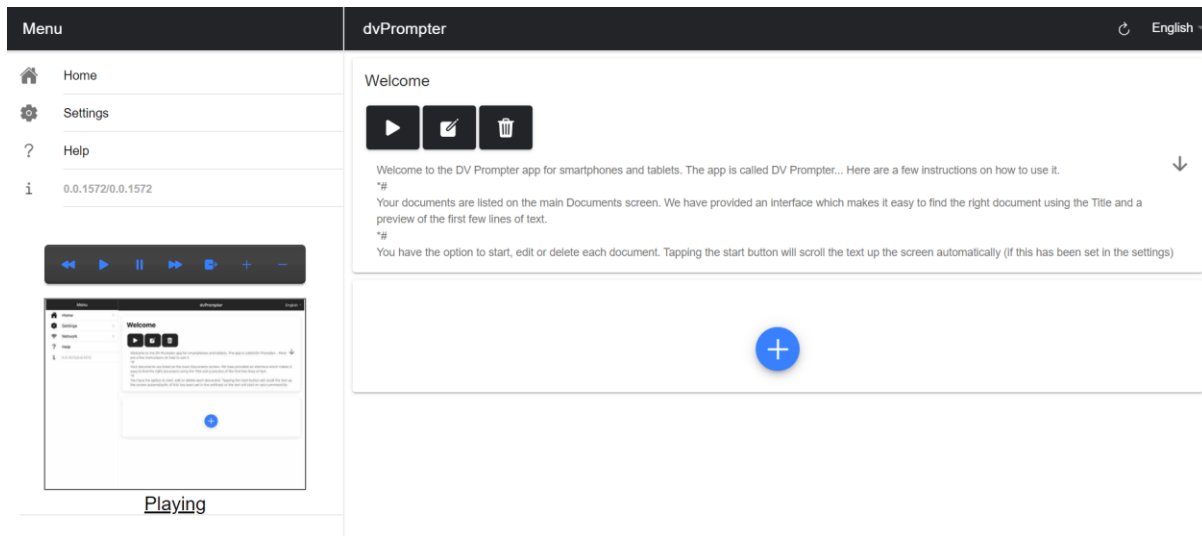 Menu
dvPrompter
English
Home
Settings
? Help
i 0.0.1572/0.0.1572
Welcome
Welcome to the DV Prompter app for smartphones and tablets. The app is called DV Prompter... Here are a few instructions on how to use it.
*#
Your documents are listed on the main Documents screen. We have provided an interface which makes it easy to find the right document using the Title and a
preview of the first few lines of text.
*#
You have the option to start, edit or delete each document. Tapping the start button will scroll the text up the screen automatically (if this has been set in the settings)
Menu
dvPrompter
English
Home
Settings
Network
? Help
Welcome
Playing